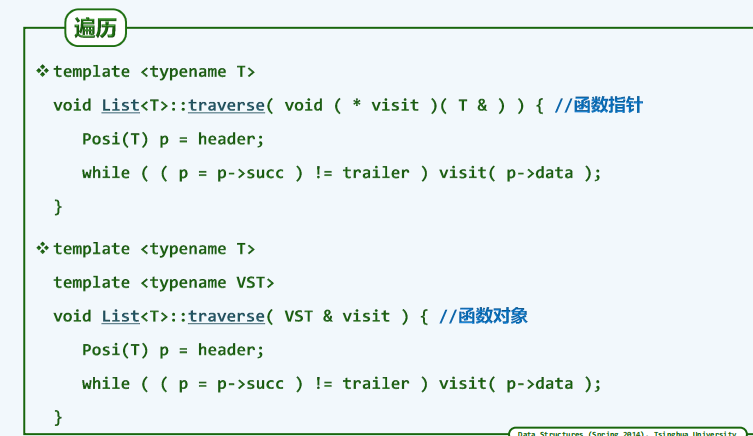 遍历
❖ template <typename T>
void List<T>::traverse( void ( * visit )( T & ) ) { //函数指针
Posi(T) p = header;
while ( ( p = p->succ ) != trailer ) visit( p->data );
}
❖ template <typename T>
template <typename VST>
void List<T>::traverse( VST & visit ) { //函数对象
Posi(T) p = header;
while ( ( p = p->succ ) != trailer ) visit( p->data );
}
Data Structures (Spring 2014), Tsinghua University